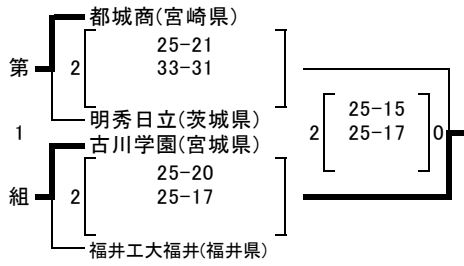 都城商(宮崎県)
25-21
第 2 33-31
明秀日立(茨城県)
25-15
1 2 25-17 0
古川学園(宮城県)
25-20
組 2 25-17
福井工大福井(福井県)